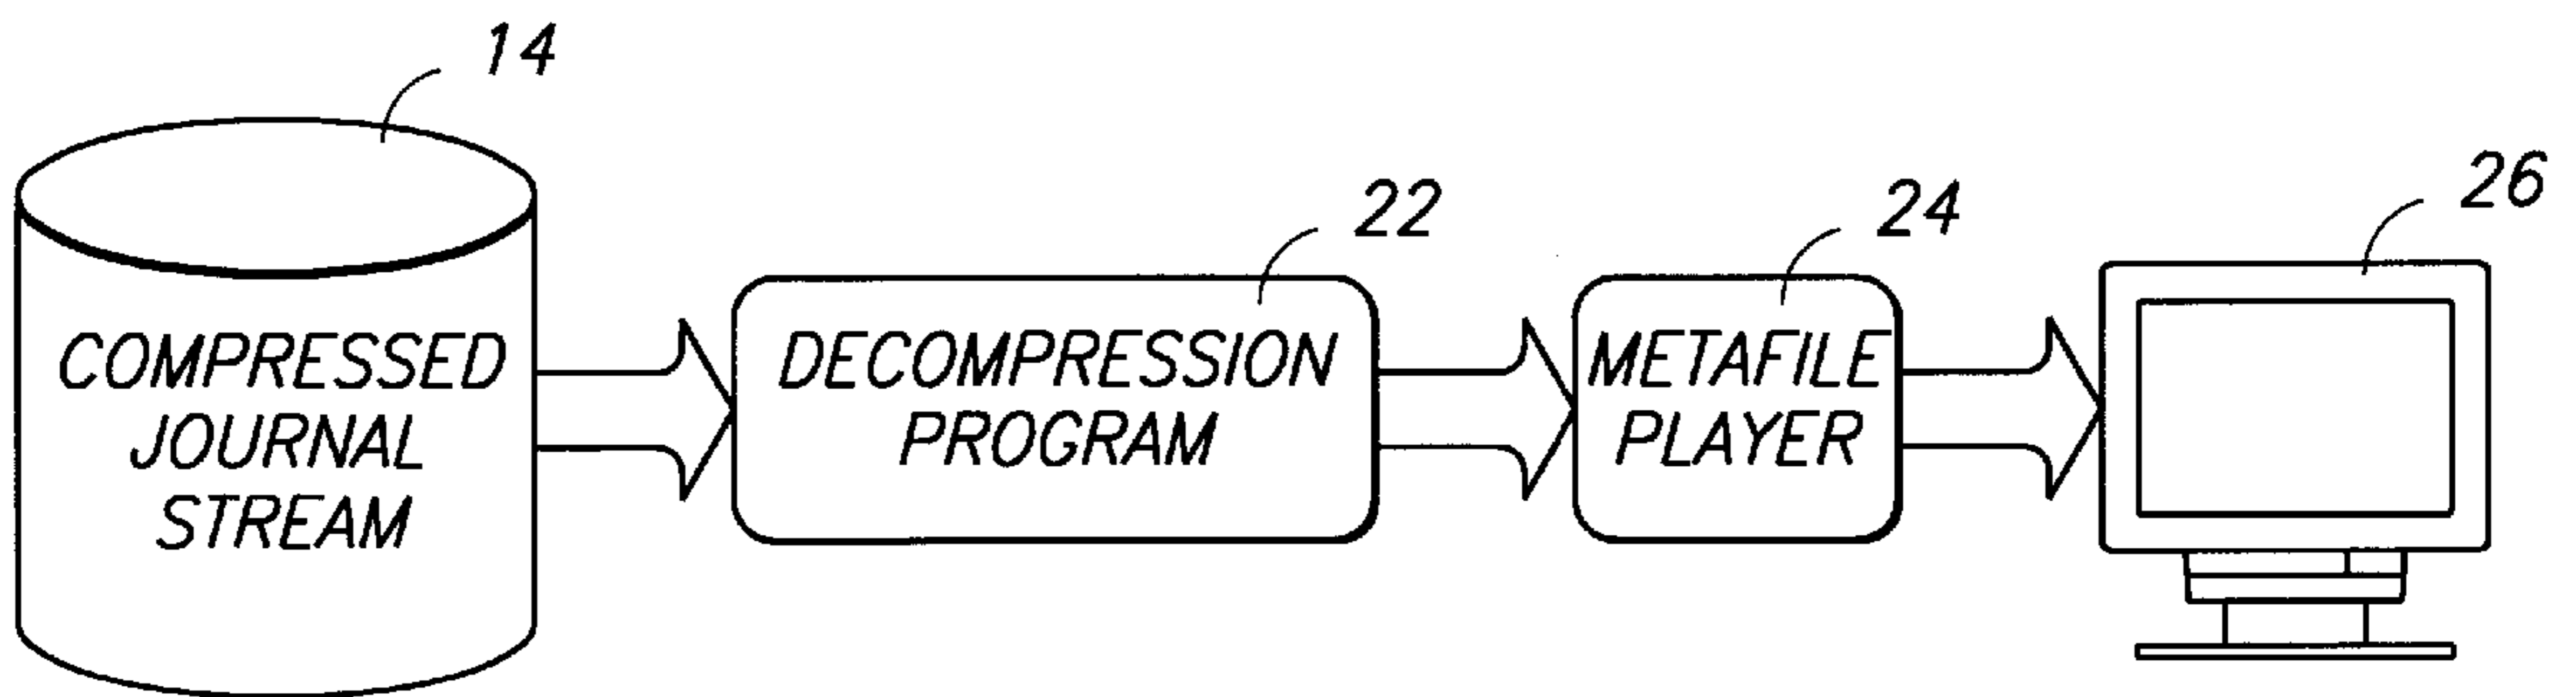 14
22
24
26
COMPRESSED
JOURNAL
STREAM
DECOMPRESSION
PROGRAM
METAFILE
PLAYER